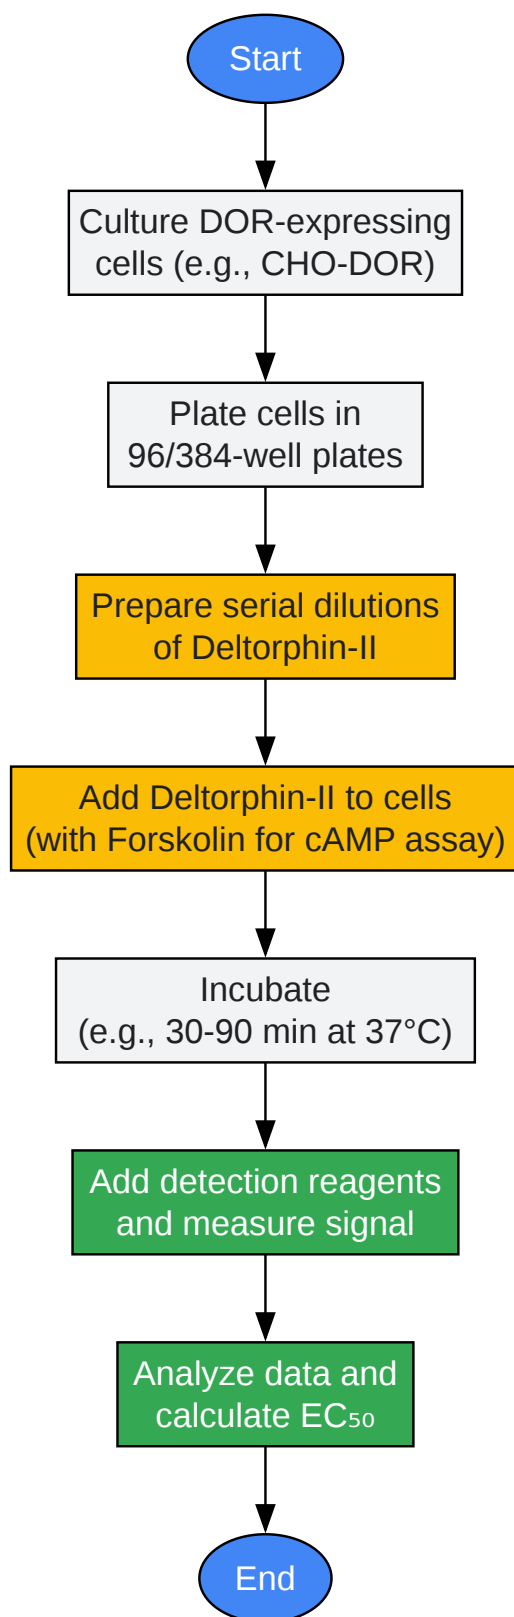 Start
Culture DOR-expressing
cells (e.g., CHO-DOR)
Plate cells in
96/384-well plates
Prepare serial dilutions
of Deltorphin-II
Add Deltorphin-II to cells
(with Forskolin for cAMP assay)
Incubate
(e.g., 30-90 min at 37°C)
Add detection reagents
and measure signal
Analyze data and
calculate EC₅₀
End